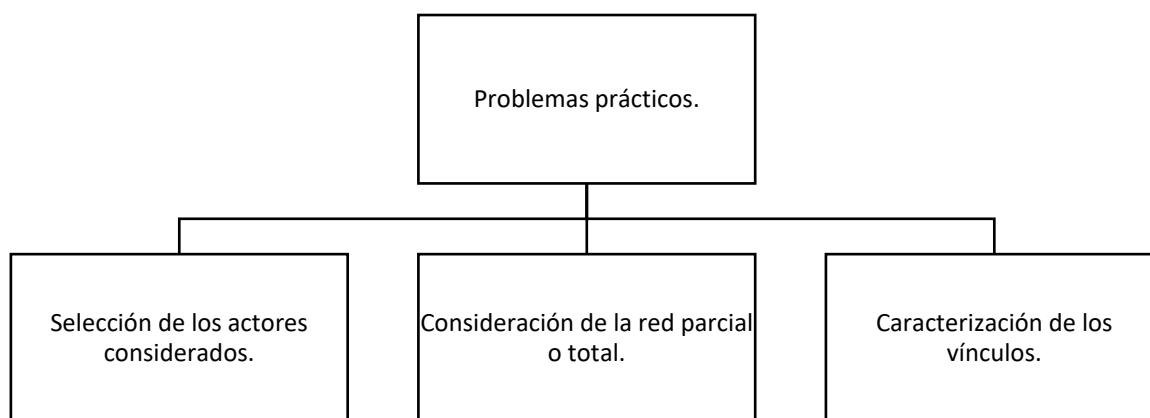 Problemas prácticos.
Selección de los actores
considerados.
Consideración de la red parcial
o total.
Caracterización de los
vínculos.